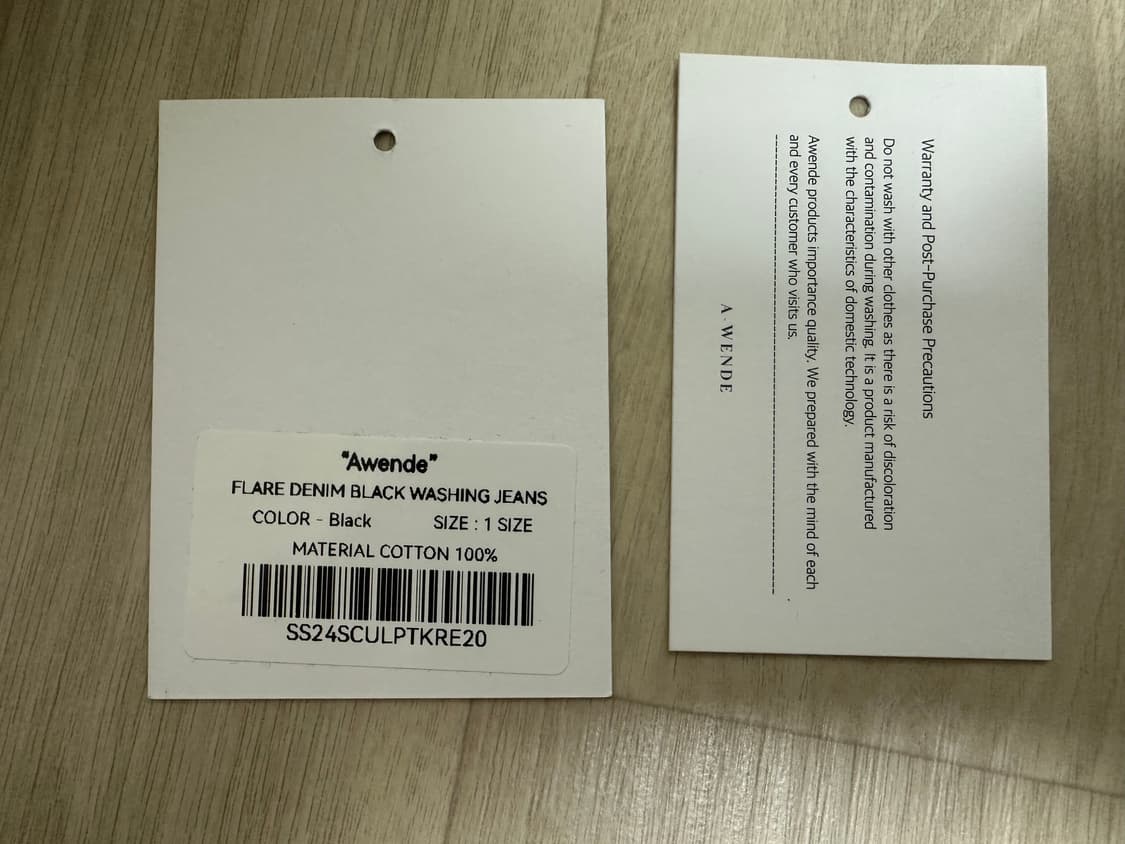 "Awende"
FLARE DENIM BLACK WASHING JEANS
COLOR - Black SIZE : 1 SIZE
MATERIAL COTTON 100%
SS24SCULPTKRE20
Warranty and Post-Purchase Precautions
Do not wash with other clothes as there is a risk of discoloration
and contamination during washing. It is a product manufactured
with the characteristics of domestic technology.
Awende products importance quality. We prepared with the mind of each
and every customer who visits us.
A · WENDE